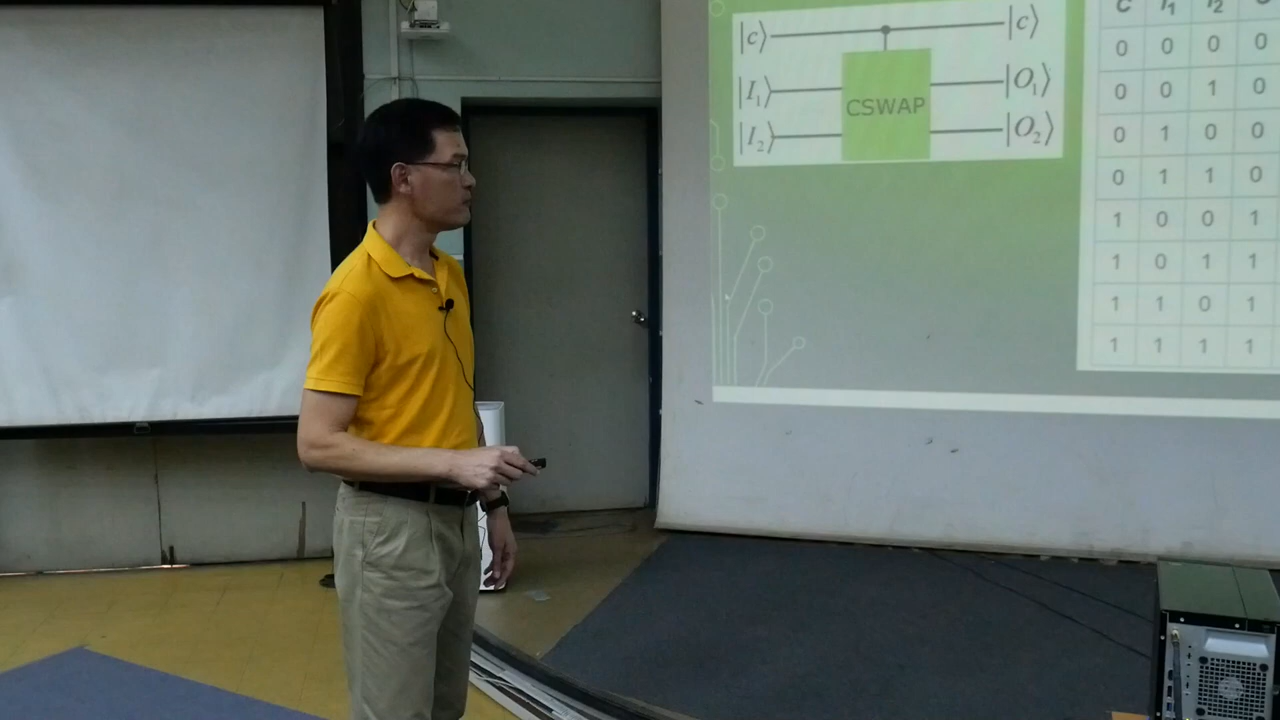 |c⟩ |c⟩
|I₁⟩ |O₁⟩
CSWAP
|I₂⟩ |O₂⟩
C I₁ I₂
0 0 0 0
0 0 1 0
0 1 0 0
0 1 1 0
1 0 0 1
1 0 1 1
1 1 0 1
1 1 1 1